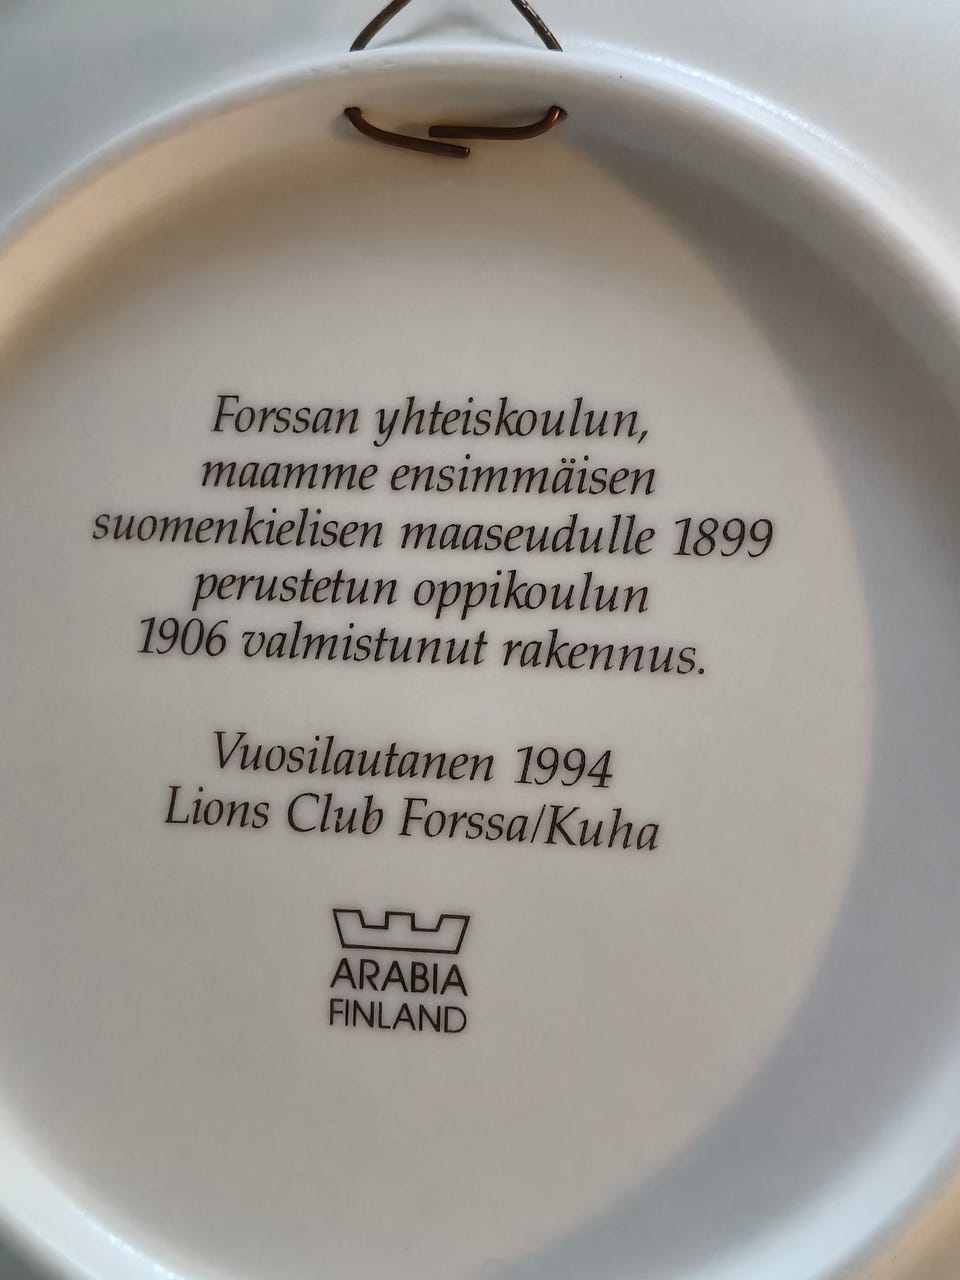 Forssan yhteiskoulun,
maamme ensimmäisen
suomenkielisen maaseudulle 1899
perustetun oppikoulun
1906 valmistunut rakennus.
Vuosilautanen 1994
Lions Club Forssa/Kuha
ARABIA
FINLAND